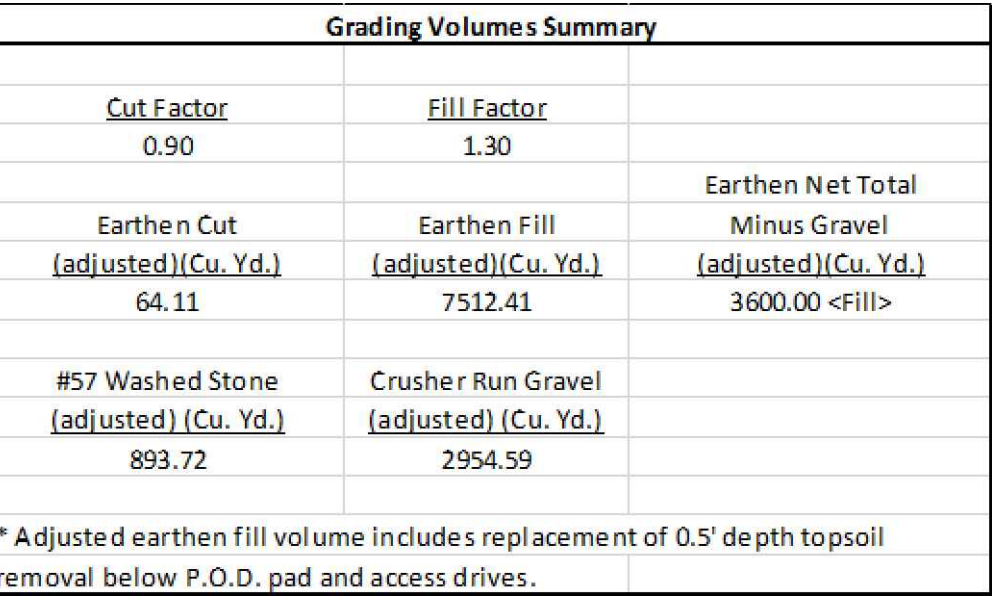 Grading Volumes Summary
Cut Factor Fill Factor
0.90 1.30
Earthen Net Total
Earthen Cut Earthen Fill Minus Gravel
(adjusted)(Cu. Yd.) (adjusted)(Cu. Yd.) (adjusted)(Cu. Yd.)
64.11 7512.41 3600.00 <Fill>
#57 Washed Stone Crusher Run Gravel
(adjusted) (Cu. Yd.) (adjusted) (Cu. Yd.)
893.72 2954.59
* Adjusted earthen fill volume includes replacement of 0.5' depth topsoil
removal below P.O.D. pad and access drives.